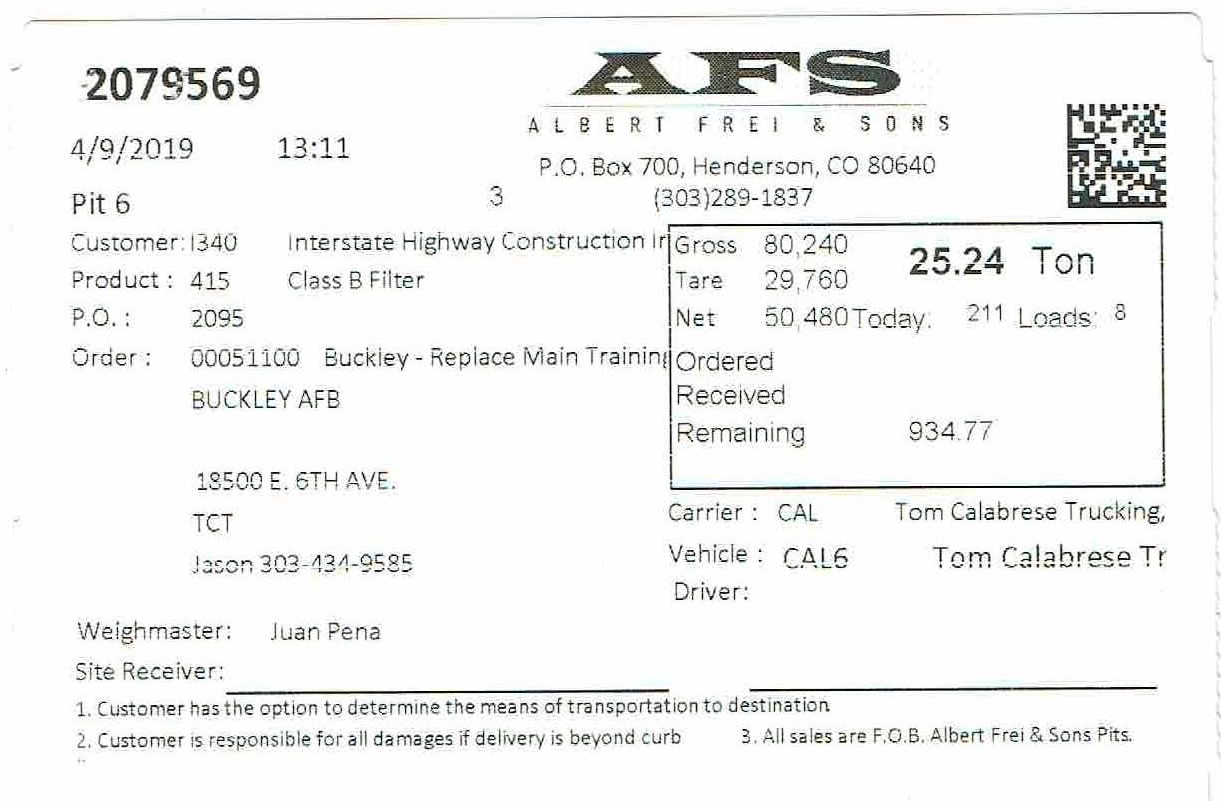 2079569
AFS
ALBERT FREI & SONS
4/9/2019 13:11
P.O. Box 700, Henderson, CO 80640
Pit 6 3 (303)289-1837
Customer: I340 Interstate Highway Construction Ir
Product : 415 Class B Filter
P.O. : 2095
Order : 00051100 Buckley - Replace Main Training
BUCKLEY AFB
18500 E. 6TH AVE.
TCT
Jason 303-434-9585
Gross 80,240 25.24 Ton
Tare 29,760
Net 50,480 Today: 211 Loads: 8
Ordered
Received
Remaining 934.77
Carrier : CAL Tom Calabrese Trucking,
Vehicle : CAL6 Tom Calabrese Tr
Driver:
Weighmaster: Juan Pena
Site Receiver:
1. Customer has the option to determine the means of transportation to destination
2. Customer is responsible for all damages if delivery is beyond curb 3. All sales are F.O.B. Albert Frei & Sons Pits.